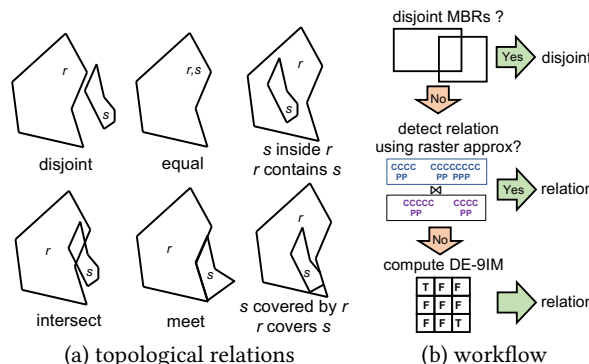 r
s
disjoint
r,s
equal
r
s
s inside r
r contains s
r
s
intersect
r
s
meet
r
s
s covered by r
r covers s
(a) topological relations
disjoint MBRs ?
Yes
disjoint
No
detect relation
using raster approx?
CCCC CCCCCCCC
PP PP PPP
⋈
CCCCC CCCC
PP PP
Yes
relation
No
compute DE-9IM
T F F
F F F
F F T
relation
(b) workflow